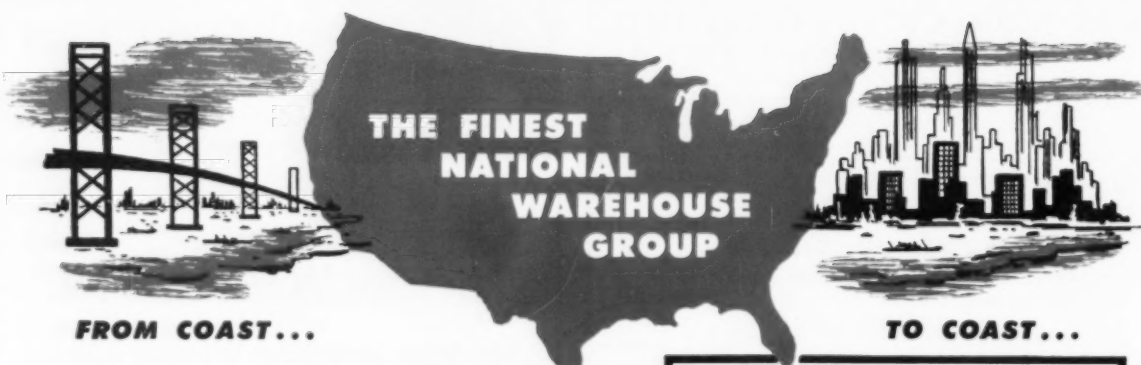 THE FINEST
NATIONAL
WAREHOUSE
GROUP
FROM COAST...
TO COAST...